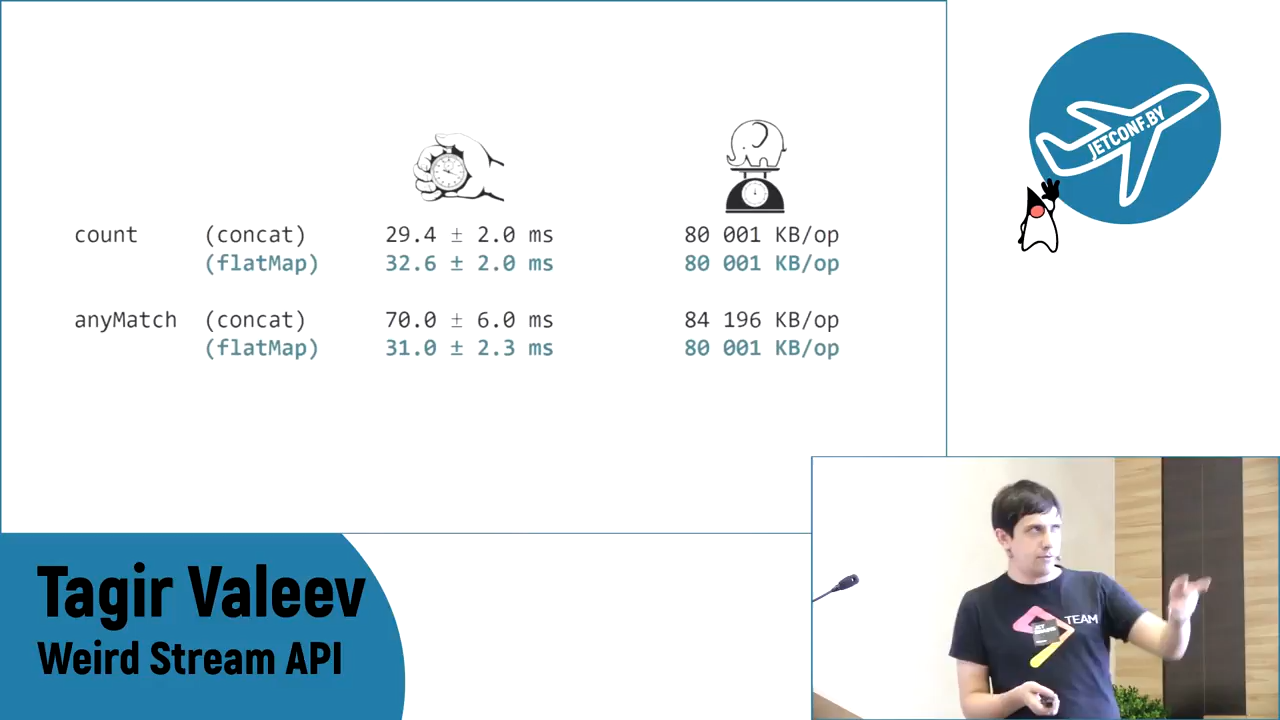 JETCONF.BY
count (concat) 29.4 ± 2.0 ms 80 001 KB/op
(flatMap) 32.6 ± 2.0 ms 80 001 KB/op
anyMatch (concat) 70.0 ± 6.0 ms 84 196 KB/op
(flatMap) 31.0 ± 2.3 ms 80 001 KB/op
Tagir Valeev
Weird Stream API
JET
BRAINS
TEAM